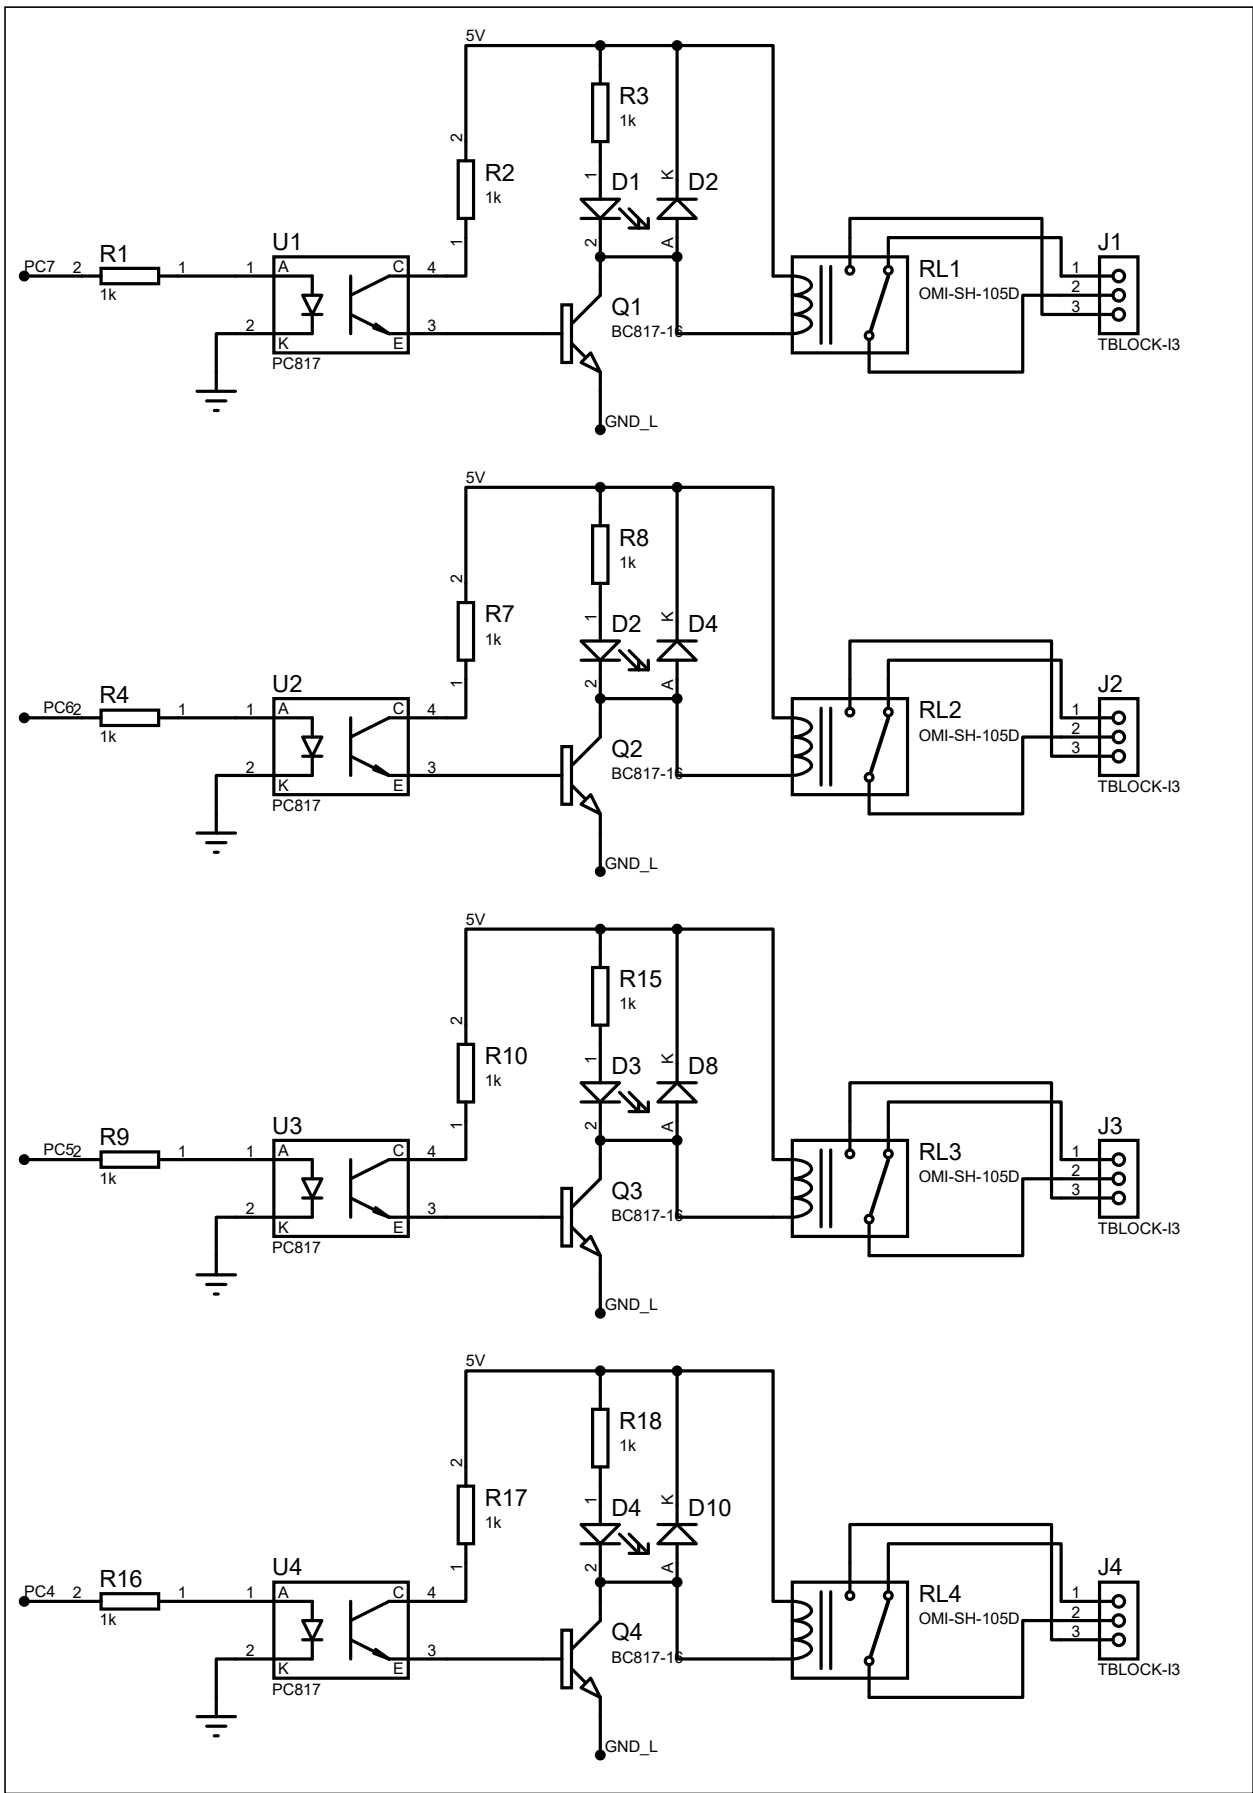 5V
R3
1k
2
1
K
R2
1k
D1
D2
1
2
A
R1
U1
J1
PC7
2
1
1
A
C
4
1k
RL1
OMI-SH-105D
1
2
3
Q1
BC817-16
2
K
E
3
PC817
TBLOCK-I3
GND_L
5V
R8
1k
2
1
K
R7
1k
D2
D4
1
2
A
R4
U2
J2
PC6
2
1
1
A
C
4
1k
RL2
OMI-SH-105D
1
2
3
Q2
BC817-16
2
K
E
3
PC817
TBLOCK-I3
GND_L
5V
R15
1k
2
1
K
R10
1k
D3
D8
1
2
A
R9
U3
J3
PC5
2
1
1
A
C
4
1k
RL3
OMI-SH-105D
1
2
3
Q3
BC817-16
2
K
E
3
PC817
TBLOCK-I3
GND_L
5V
R18
1k
2
1
K
R17
1k
D4
D10
1
2
A
R16
U4
J4
PC4
2
1
1
A
C
4
1k
RL4
OMI-SH-105D
1
2
3
Q4
BC817-16
2
K
E
3
PC817
TBLOCK-I3
GND_L